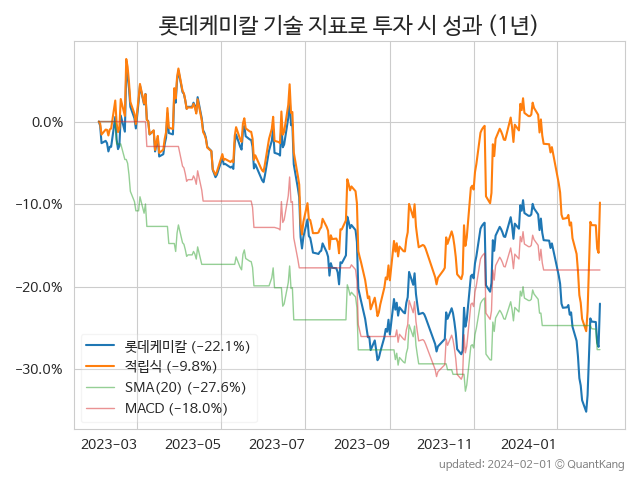 롯데케미칼 기술 지표로 투자 시 성과 (1년)
0.0%
−10.0%
−20.0%
−30.0%
롯데케미칼 (−22.1%)
적립식 (−9.8%)
SMA(20) (−27.6%)
MACD (−18.0%)
2023−03 2023−05 2023−07 2023−09 2023−11 2024−01
updated: 2024−02−01 © QuantKang